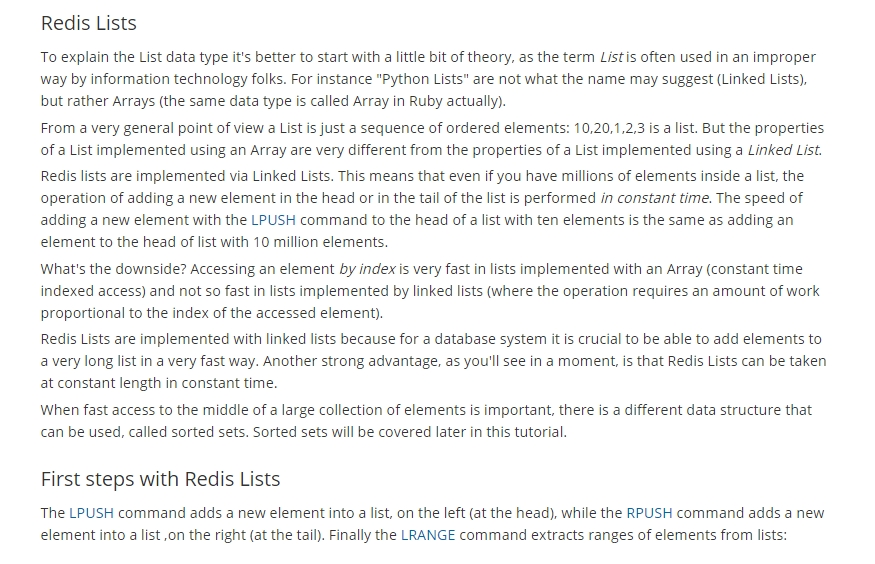 Redis Lists
To explain the List data type it's better to start with a little bit of theory, as the term List is often used in an improper
way by information technology folks. For instance "Python Lists" are not what the name may suggest (Linked Lists),
but rather Arrays (the same data type is called Array in Ruby actually).
From a very general point of view a List is just a sequence of ordered elements: 10,20,1,2,3 is a list. But the properties
of a List implemented using an Array are very different from the properties of a List implemented using a Linked List.
Redis lists are implemented via Linked Lists. This means that even if you have millions of elements inside a list, the
operation of adding a new element in the head or in the tail of the list is performed in constant time. The speed of
adding a new element with the LPUSH command to the head of a list with ten elements is the same as adding an
element to the head of list with 10 million elements.
What's the downside? Accessing an element by index is very fast in lists implemented with an Array (constant time
indexed access) and not so fast in lists implemented by linked lists (where the operation requires an amount of work
proportional to the index of the accessed element).
Redis Lists are implemented with linked lists because for a database system it is crucial to be able to add elements to
a very long list in a very fast way. Another strong advantage, as you'll see in a moment, is that Redis Lists can be taken
at constant length in constant time.
When fast access to the middle of a large collection of elements is important, there is a different data structure that
can be used, called sorted sets. Sorted sets will be covered later in this tutorial.
First steps with Redis Lists
The LPUSH command adds a new element into a list, on the left (at the head), while the RPUSH command adds a new
element into a list ,on the right (at the tail). Finally the LRANGE command extracts ranges of elements from lists: